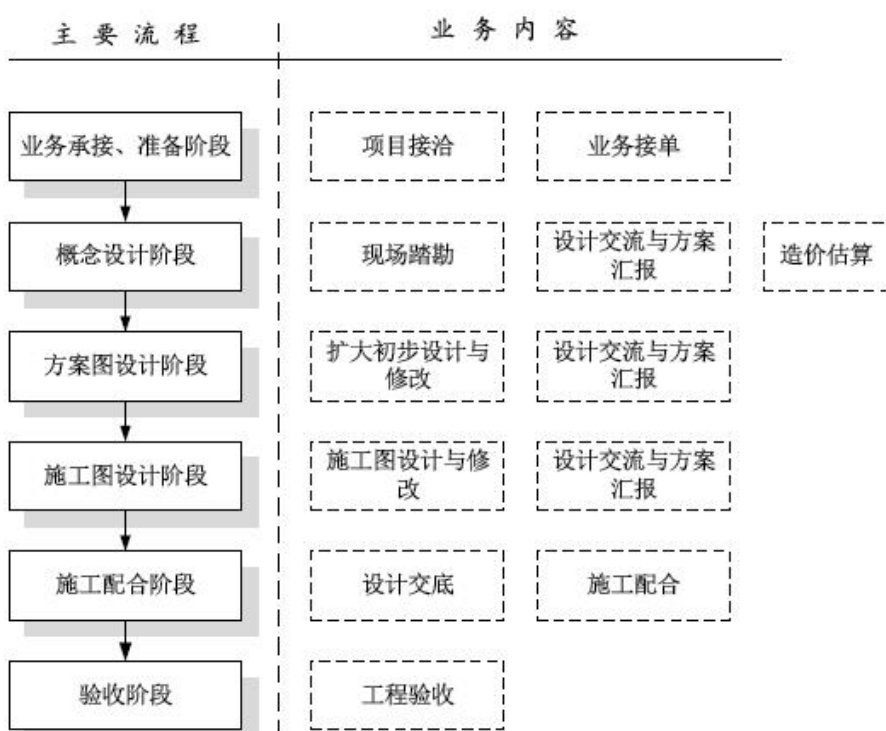 主要流程
业务内容
业务承接、准备阶段
项目接洽
业务接单
概念设计阶段
现场踏勘
设计交流与方案
汇报
造价估算
方案图设计阶段
扩大初步设计与
修改
设计交流与方案
汇报
施工图设计阶段
施工图设计与修
改
设计交流与方案
汇报
施工配合阶段
设计交底
施工配合
验收阶段
工程验收